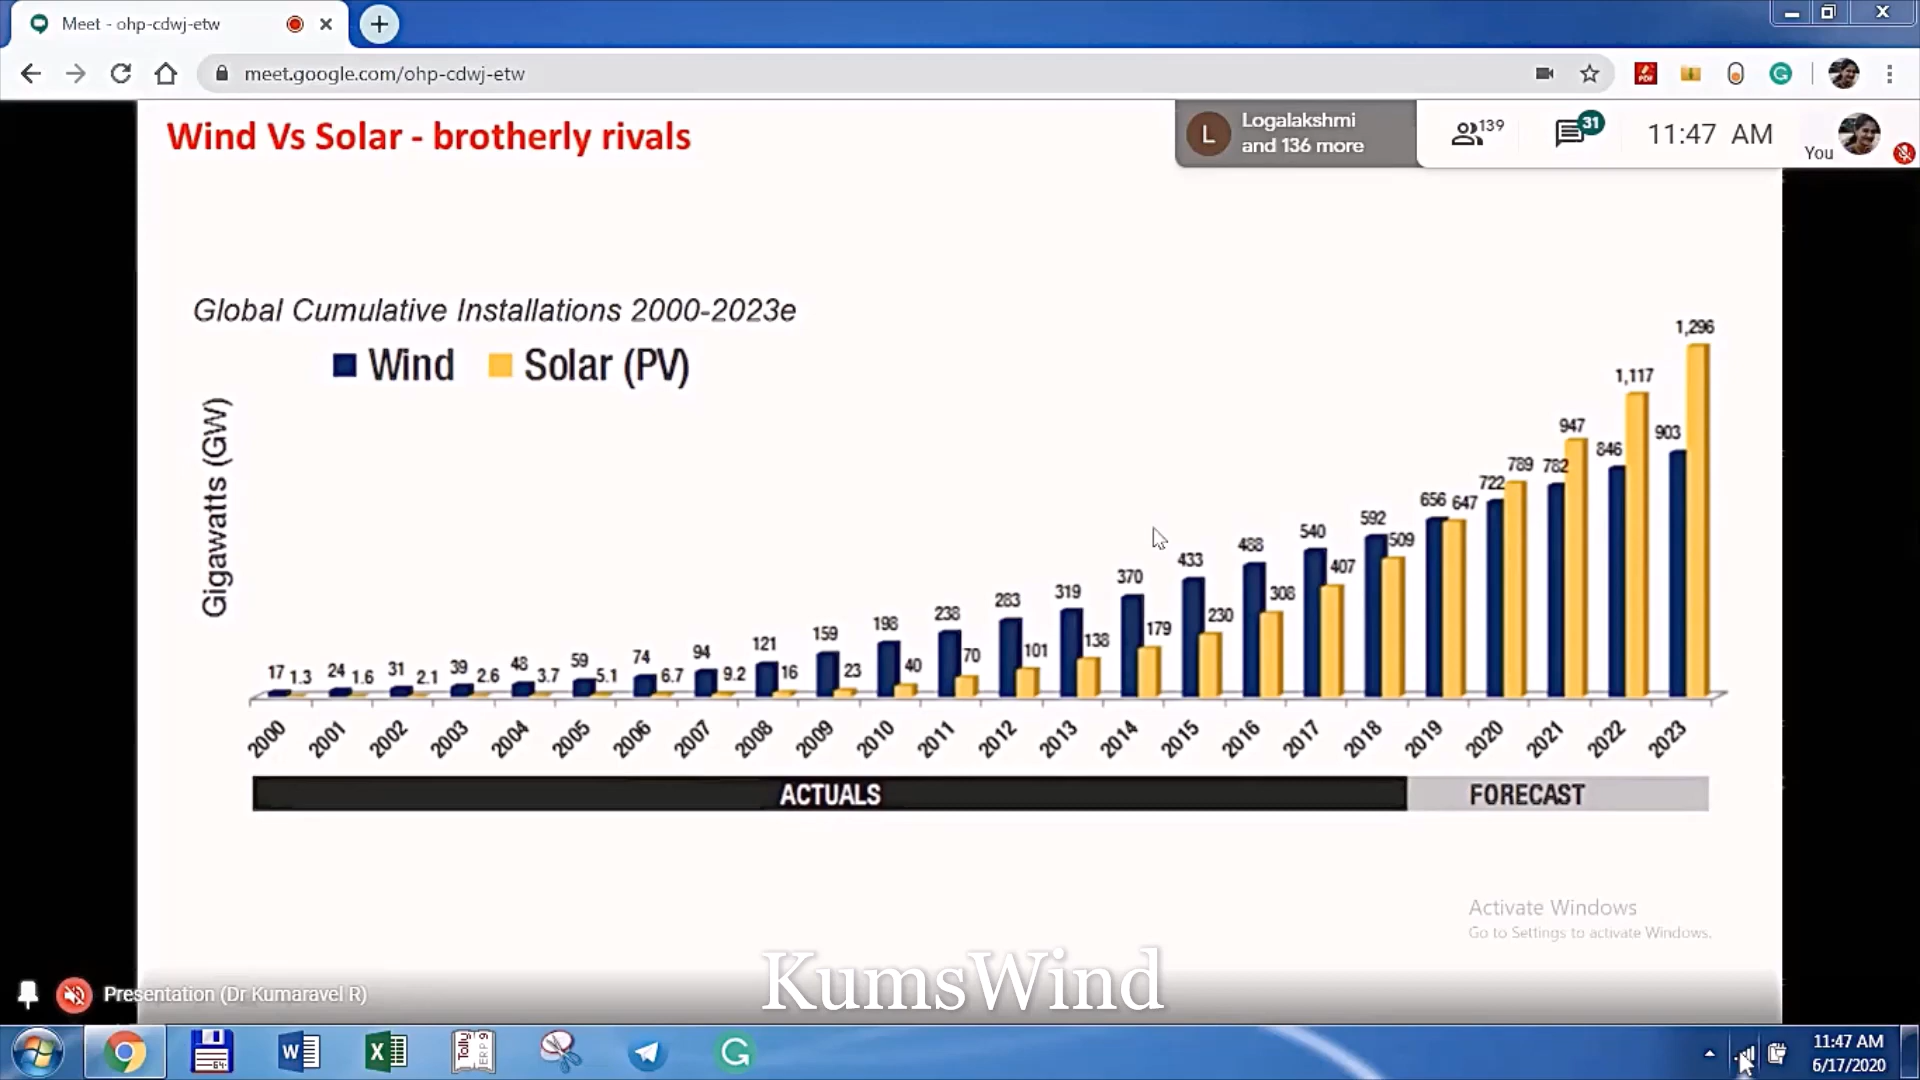 Meet - ohp-cdwj-etw
meet.google.com/ohp-cdwj-etw
Wind Vs Solar - brotherly rivals
L
Logalakshmi
and 136 more
139
31
11:47 AM
You
Global Cumulative Installations 2000-2023e
Wind Solar (PV)
Gigawatts (GW)
17 1.3 24 1.6 31 2.1 39 2.6 48 3.7 59 5.1 74 6.7 94 9.2 121 16 159 23 198 40 238 70 283 101 319 138 370 179 433 230 488 308 540 407 592 509 656 647 722 789 782 947 846 1,117 903 1,296
2000 2001 2002 2003 2004 2005 2006 2007 2008 2009 2010 2011 2012 2013 2014 2015 2016 2017 2018 2019 2020 2021 2022 2023
ACTUALS FORECAST
Activate Windows
Go to Settings to activate Windows.
KumsWind
Presentation (Dr Kumaravel R)
11:47 AM
6/17/2020